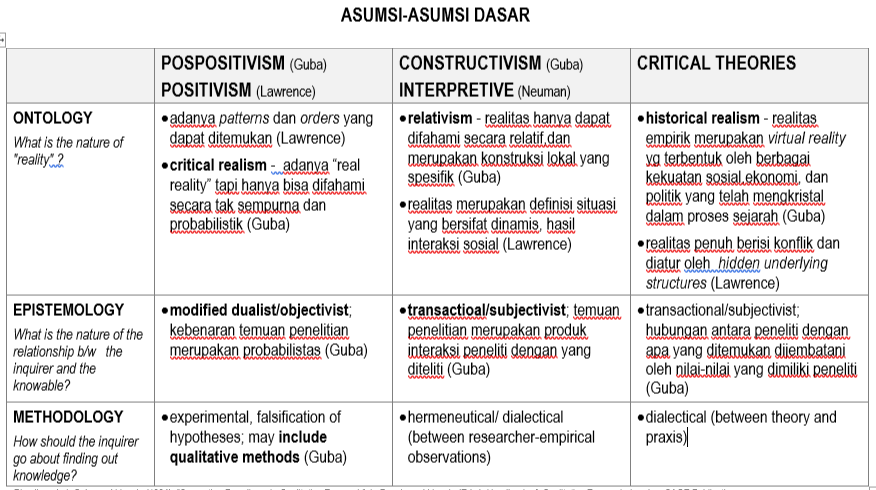 ASUMSI-ASUMSI DASAR
POSPOSITIVISM (Guba)
POSITIVISM (Lawrence)
CONSTRUCTIVISM (Guba)
INTERPRETIVE (Neuman)
CRITICAL THEORIES
ONTOLOGY
What is the nature of
"reality" ?
•adanya patterns dan orders yang
dapat ditemukan (Lawrence)
•critical realism - adanya “real
reality” tapi hanya bisa difahami
secara tak sempurna dan
probabilistik (Guba)
•relativism - realitas hanya dapat
difahami secara relatif,dan
merupakan konstruksi lokal yang
spesifik (Guba)
•realitas merupakan definisi situasi
yang bersifat dinamis, hasil
interaksi sosial (Lawrence)
•historical realism - realitas
empirik merupakan virtual reality
yg terbentuk oleh berbagai
kekuatan sosial,ekonomi, dan
politik yang telah mengkristal
dalam proses sejarah (Guba)
•realitas penuh berisi konflik dan
diatur oleh hidden underlying
structures (Lawrence)
EPISTEMOLOGY
What is the nature of the
relationship b/w the
inquirer and the
knowable?
•modified dualist/objectivist;
kebenaran temuan penelitian
merupakan probabilistas (Guba)
•transactioal/subjectivist; temuan
penelitian merupakan produk
interaksi peneliti dengan yang
diteliti (Guba)
•transactional/subjectivist;
hubungan antara peneliti dengan
apa yang ditemukan dijembatani
oleh nilai-nilai yang dimiliki peneliti
(Guba)
METHODOLOGY
How should the inquirer
go about finding out
knowledge?
•experimental, falsification of
hypotheses; may include
qualitative methods (Guba)
•hermeneutical/ dialectical
(between researcher-empirical
observations)
•dialectical (between theory and
praxis)